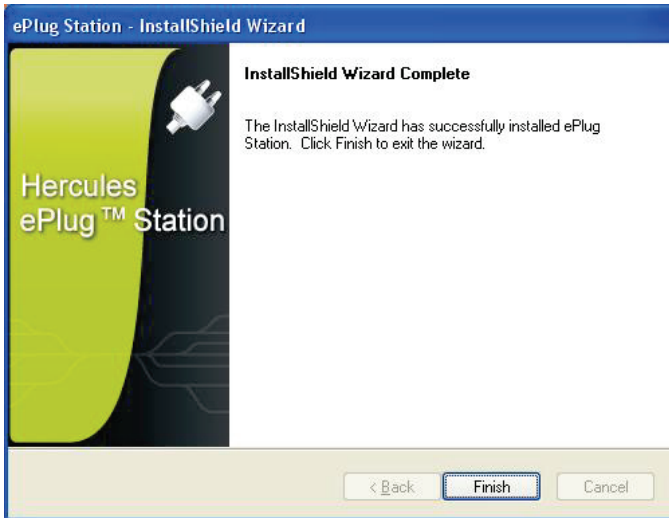 ePlug Station - InstallShield Wizard
InstallShield Wizard Complete
The InstallShield Wizard has successfully installed ePlug
Station. Click Finish to exit the wizard.
Hercules
ePlug™ Station
< Back
Finish
Cancel